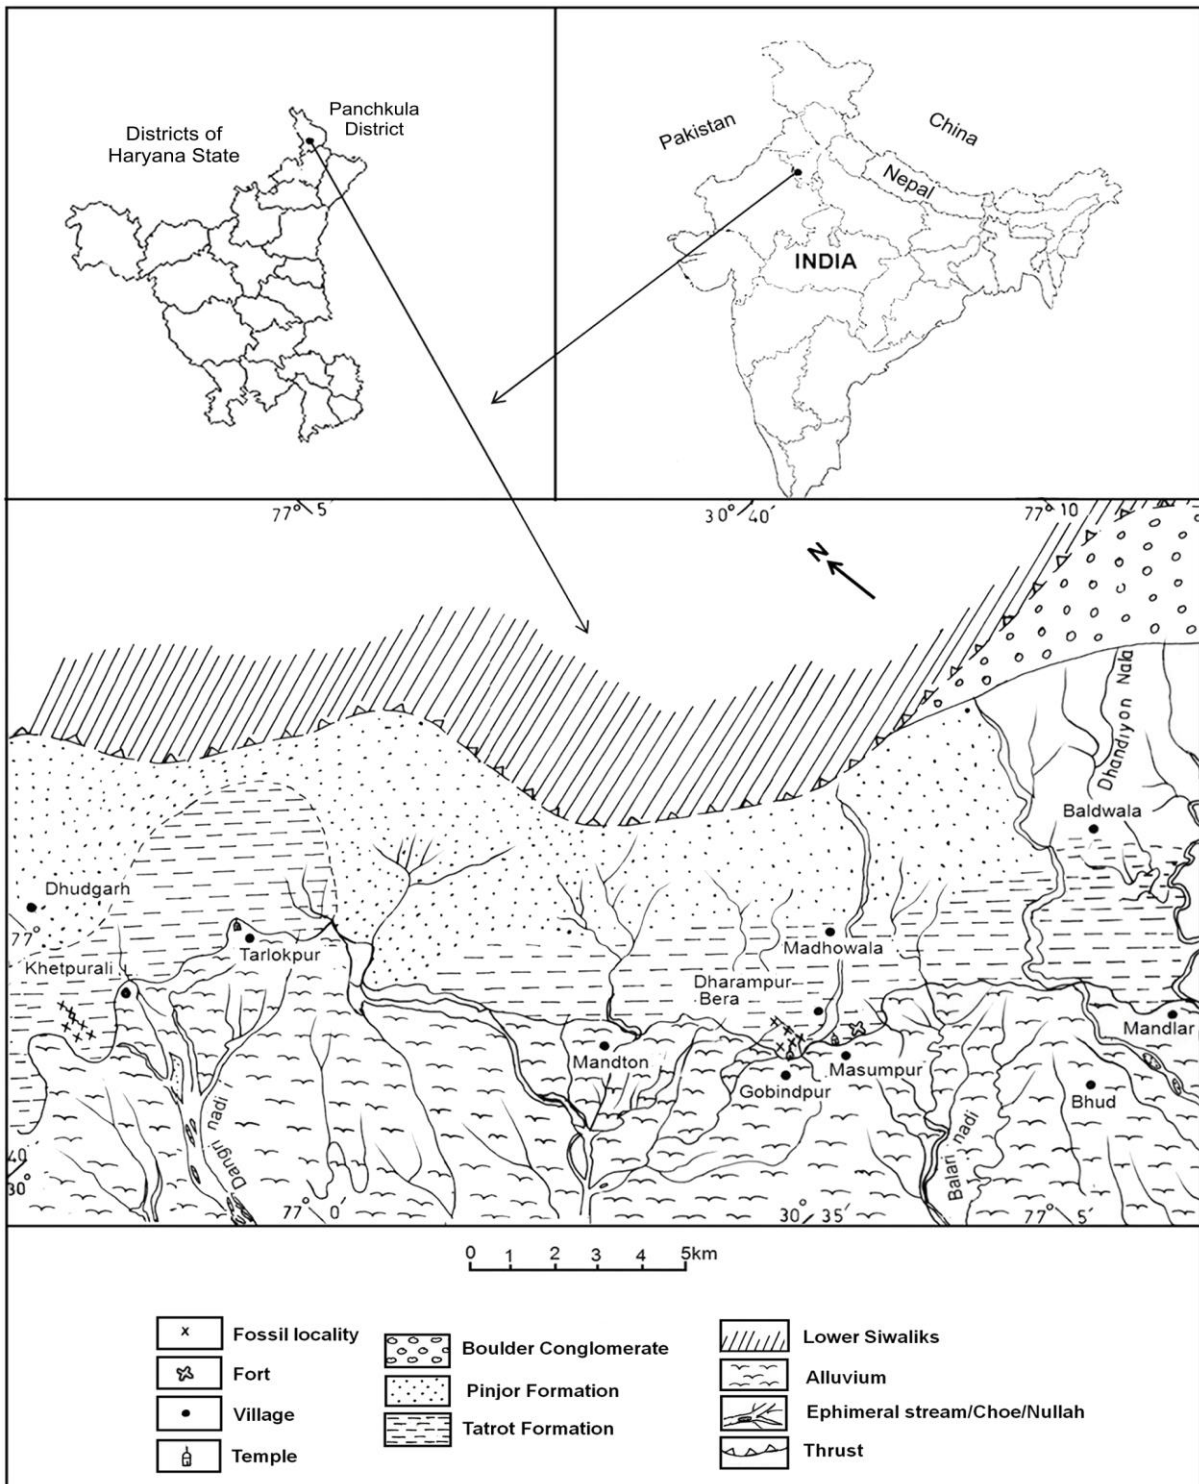 Districts of
Haryana State
Panchkula
District
Pakistan
China
Nepal
INDIA
77° 5'
30° 40'
77° 10
N
Dhandiyon Nala
Baldwala
Dhudgarh
77°
Tarlokpur
Khetpurali
Madhowala
Dharampur
Bera
Mandlar
Mandton
Masumpur
Gobindpur
Bhud
Dangri nadi
Balari nadi
40
30°
77° 0'
30° 35'
77° 5'
0 1 2 3 4 5km
x Fossil locality
Fort
Village
Temple
Boulder Conglomerate
Pinjor Formation
Tatrot Formation
Lower Siwaliks
Alluvium
Ephimeral stream/Choe/Nullah
Thrust